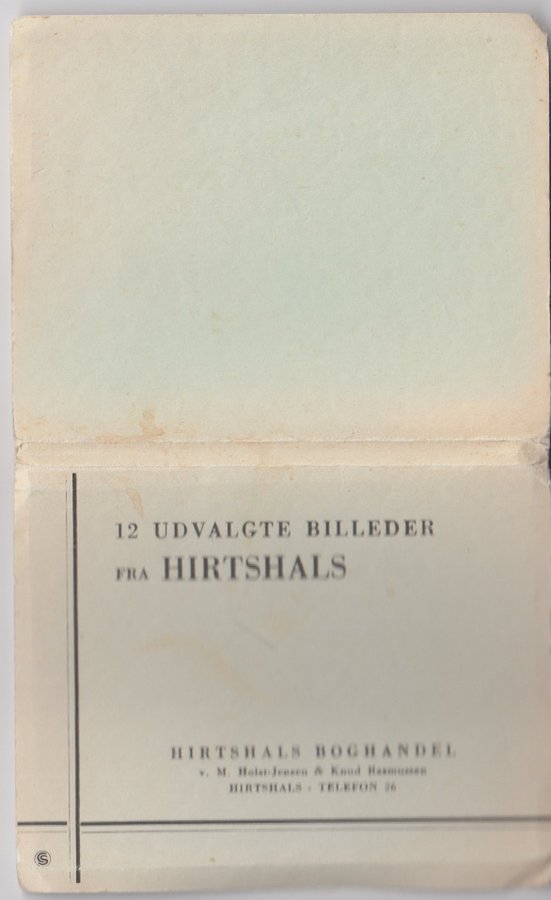 12 UDVALGTE BILLEDER
FRA HIRTSHALS
HIRTSHALS BOGHANDEL
v. M. Holst-Jensen & Knud Rasmussen
HIRTSHALS - TELEFON 26